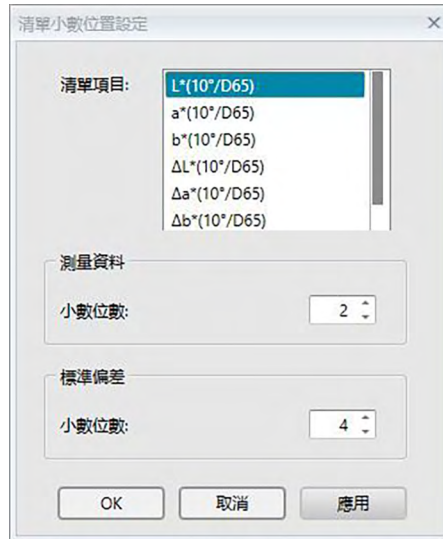 清單小數位置設定
清單項目:
L*(10°/D65)
a*(10°/D65)
b*(10°/D65)
ΔL*(10°/D65)
Δa*(10°/D65)
Δb*(10°/D65)
測量資料
小數位數: 2
標準偏差
小數位數: 4
OK 取消 應用